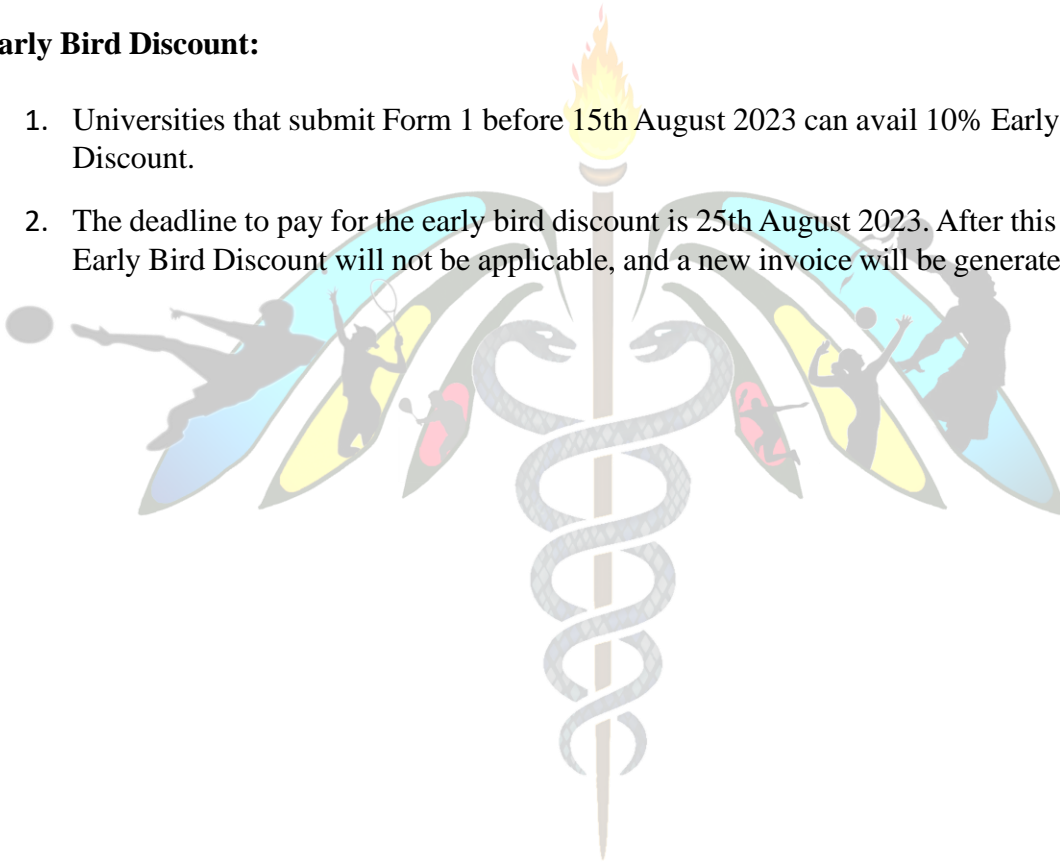 arly Bird Discount:
1. Universities that submit Form 1 before 15th August 2023 can avail 10% Early
Discount.
2. The deadline to pay for the early bird discount is 25th August 2023. After this
Early Bird Discount will not be applicable, and a new invoice will be generate